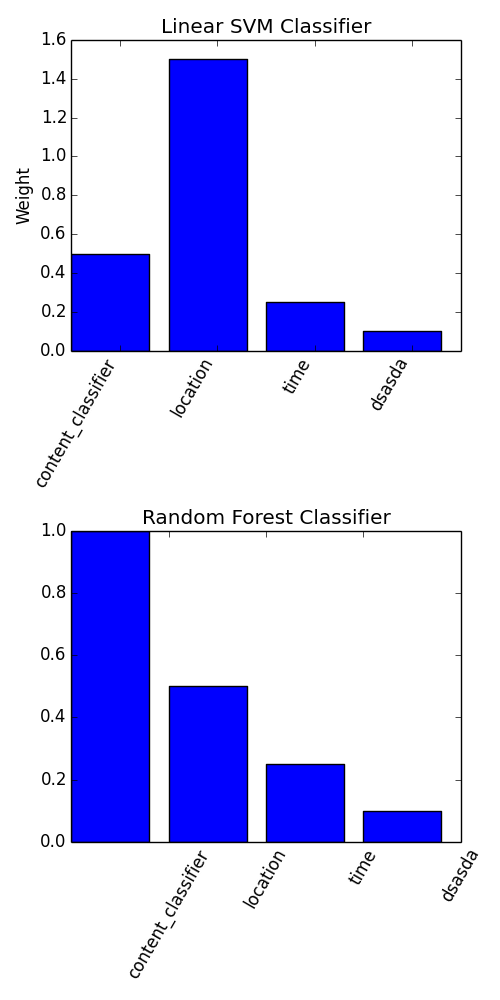 Linear SVM Classifier
1.6
1.4
1.2
1.0
0.8
0.6
0.4
0.2
0.0
Weight
content_classifier
location
time
dsasda
Random Forest Classifier
1.0
0.8
0.6
0.4
0.2
0.0
content_classifier
location
time
dsasda